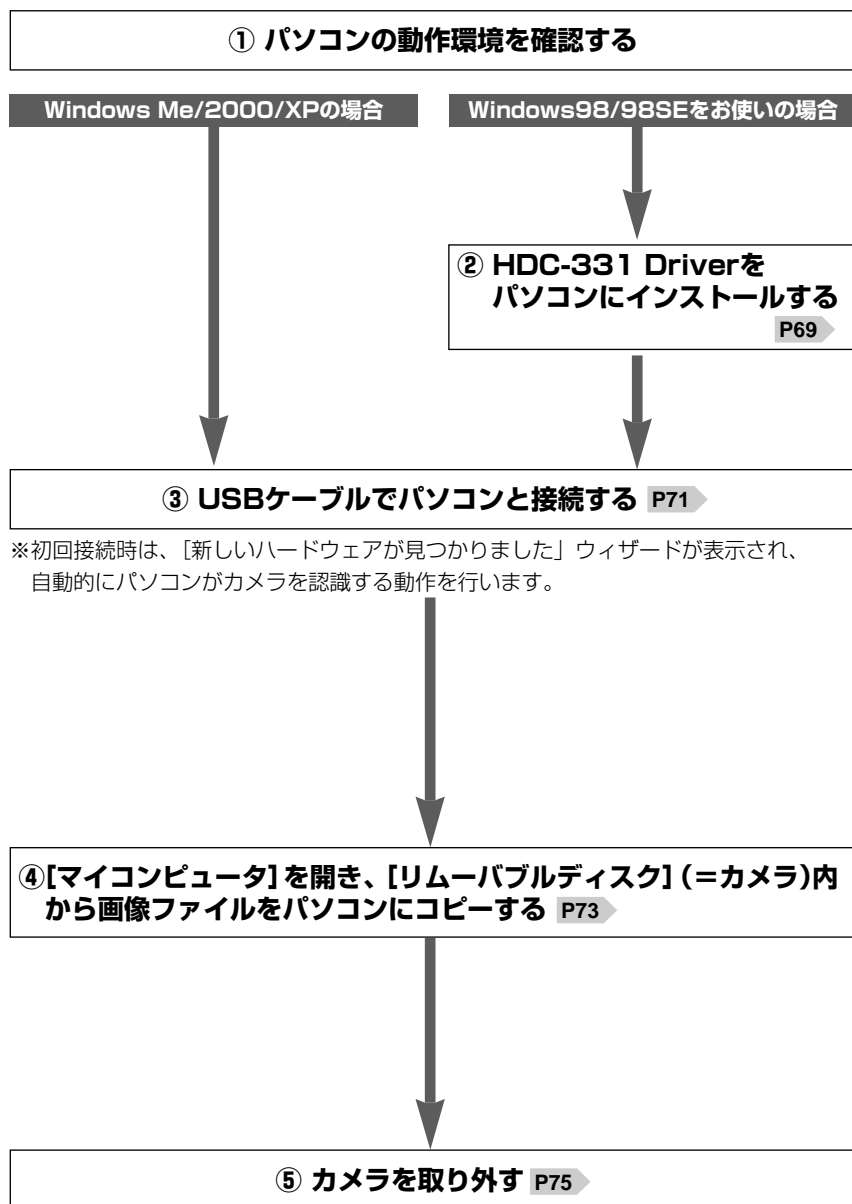 ① パソコンの動作環境を確認する
Windows Me/2000/XPの場合
Windows98/98SEをお使いの場合
② HDC-331 Driverを
パソコンにインストールする
P69
③ USBケーブルでパソコンと接続する P71
※初回接続時は、[新しいハードウェアが見つかりました」ウィザードが表示され、
自動的にパソコンがカメラを認識する動作を行います。
④[マイコンピュータ]を開き、[リムーバブルディスク](=カメラ)内
から画像ファイルをパソコンにコピーする P73
⑤ カメラを取り外す P75